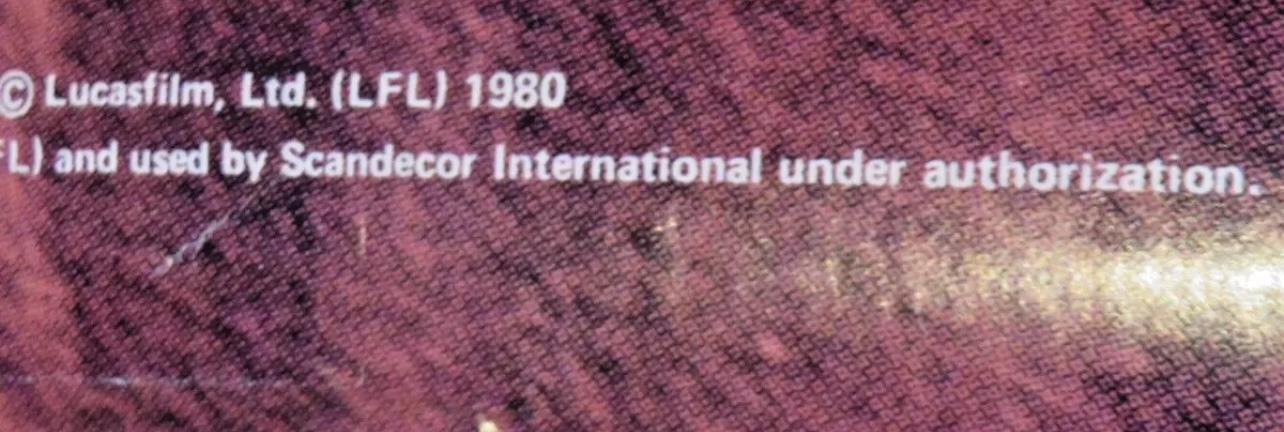 © Lucasfilm, Ltd. (LFL) 1980
L) and used by Scandecor International under authorization.